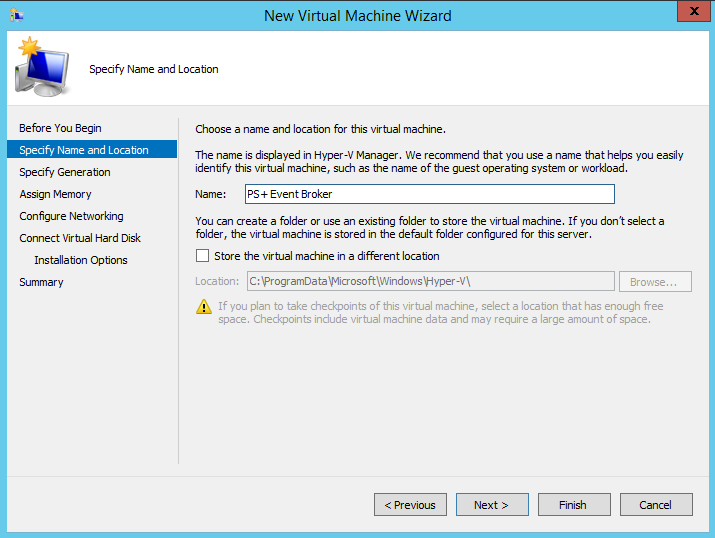 New Virtual Machine Wizard
x
Specify Name and Location
Before You Begin
Specify Name and Location
Specify Generation
Assign Memory
Configure Networking
Connect Virtual Hard Disk
Installation Options
Summary
Choose a name and location for this virtual machine.
The name is displayed in Hyper-V Manager. We recommend that you use a name that helps you easily
identify this virtual machine, such as the name of the guest operating system or workload.
Name: PS+ Event Broker
You can create a folder or use an existing folder to store the virtual machine. If you don't select a
folder, the virtual machine is stored in the default folder configured for this server.
Store the virtual machine in a different location
Location: C:\ProgramData\Microsoft\Windows\Hyper-V\ Browse...
If you plan to take checkpoints of this virtual machine, select a location that has enough free
space. Checkpoints include virtual machine data and may require a large amount of space.
< Previous Next > Finish Cancel